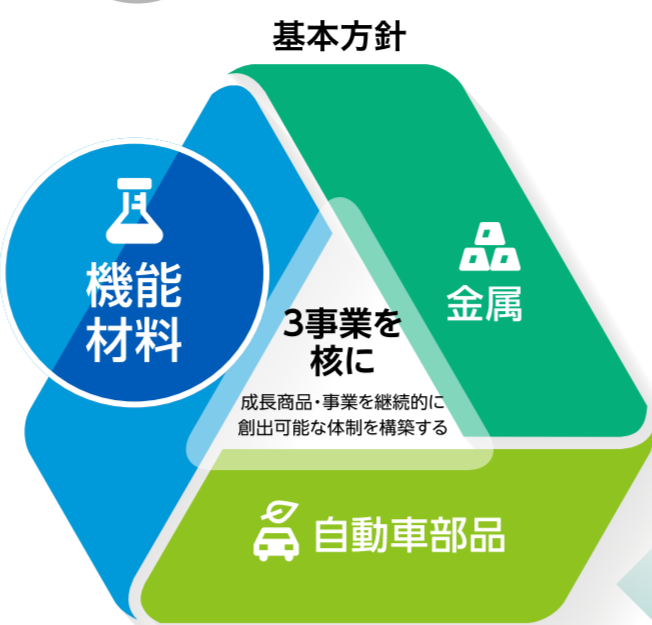 基本方針
機能
材料
金属
3事業を
核に
成長商品・事業を継続的に
創出可能な体制を構築する
自動車部品